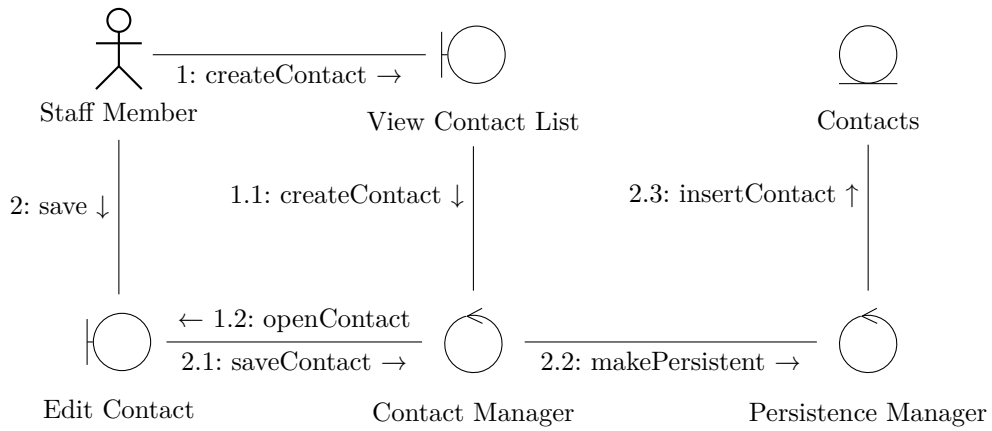 1: createContact →
Staff Member
View Contact List
Contacts
2: save ↓
1.1: createContact ↓
2.3: insertContact ↑
← 1.2: openContact
2.1: saveContact →
2.2: makePersistent →
Edit Contact
Contact Manager
Persistence Manager